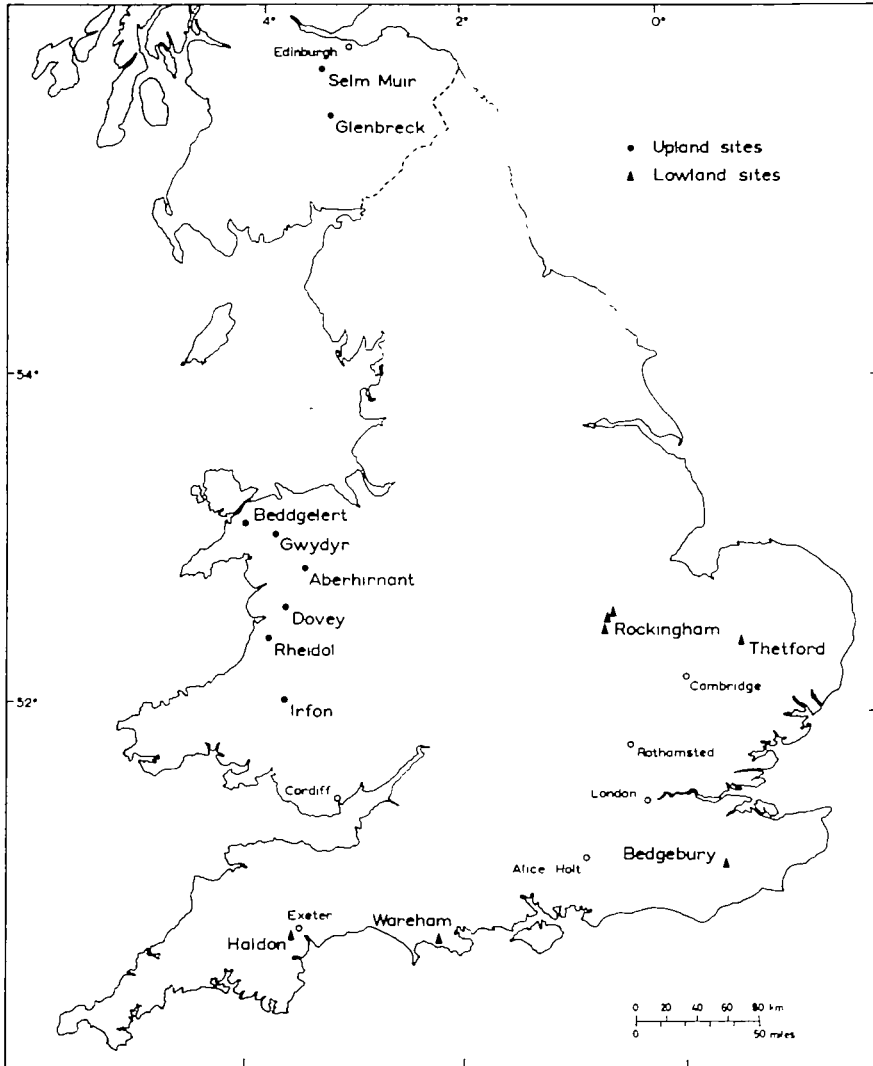 4° 2° 0°
Edinburgh
Selm Muir
Glenbreck
Upland sites
Lowland sites
54°
Beddgelert
Gwydyr
Aberhirnant
Dovey
Rockingham
Rheidol
Thetford
Cambridge
52°
Irfon
Rothamsted
Cardiff
London
Alice Holt
Bedgebury
Exeter
Wareham
Haldon
0 20 40 60 80 km
0 50 miles